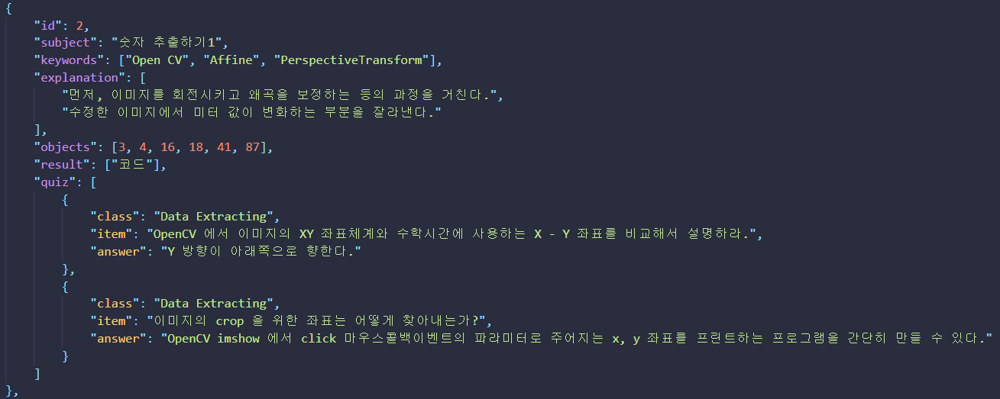 {
"id": 2,
"subject": "숫자 추출하기1",
"keywords": ["Open CV", "Affine", "PerspectiveTransform"],
"explanation": [
"먼저, 이미지를 회전시키고 왜곡을 보정하는 등의 과정을 거친다.",
"수정한 이미지에서 미터 값이 변화하는 부분을 잘라낸다."
],
"objects": [3, 4, 16, 18, 41, 87],
"result": ["코드"],
"quiz": [
{
"class": "Data Extracting",
"item": "OpenCV 에서 이미지의 XY 좌표체계와 수학시간에 사용하는 X - Y 좌표를 비교해서 설명하라.",
"answer": "Y 방향이 아래쪽으로 향한다."
},
{
"class": "Data Extracting",
"item": "이미지의 crop 을 위한 좌표는 어떻게 찾아내는가?",
"answer": "OpenCV imshow 에서 click 마우스콜백이벤트의 파라미터로 주어지는 x, y 좌표를 프린트하는 프로그램을 간단히 만들 수 있다."
}
]
},